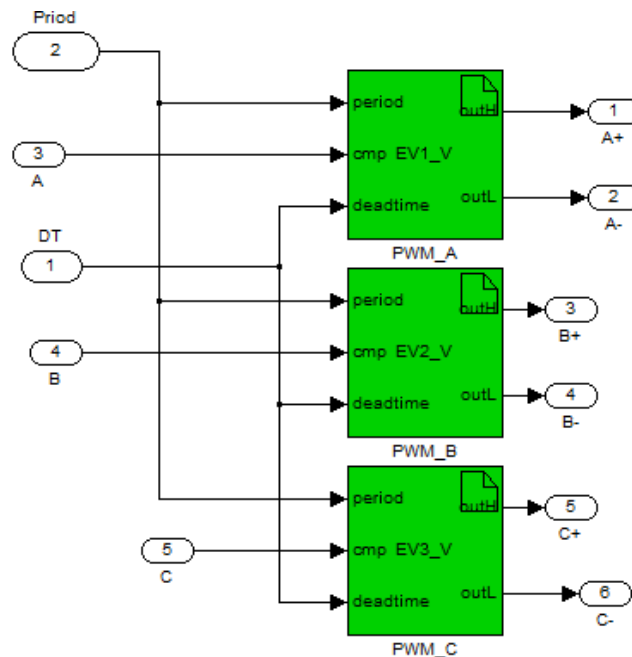 Priod
2
period
outH
1
A+
3
A
cmp EV1_V
deadtime
outL
2
A-
PWM_A
DT
1
period
outH
3
B+
4
B
cmp EV2_V
deadtime
outL
4
B-
PWM_B
period
outH
5
C+
5
C
cmp EV3_V
deadtime
outL
6
C-
PWM_C